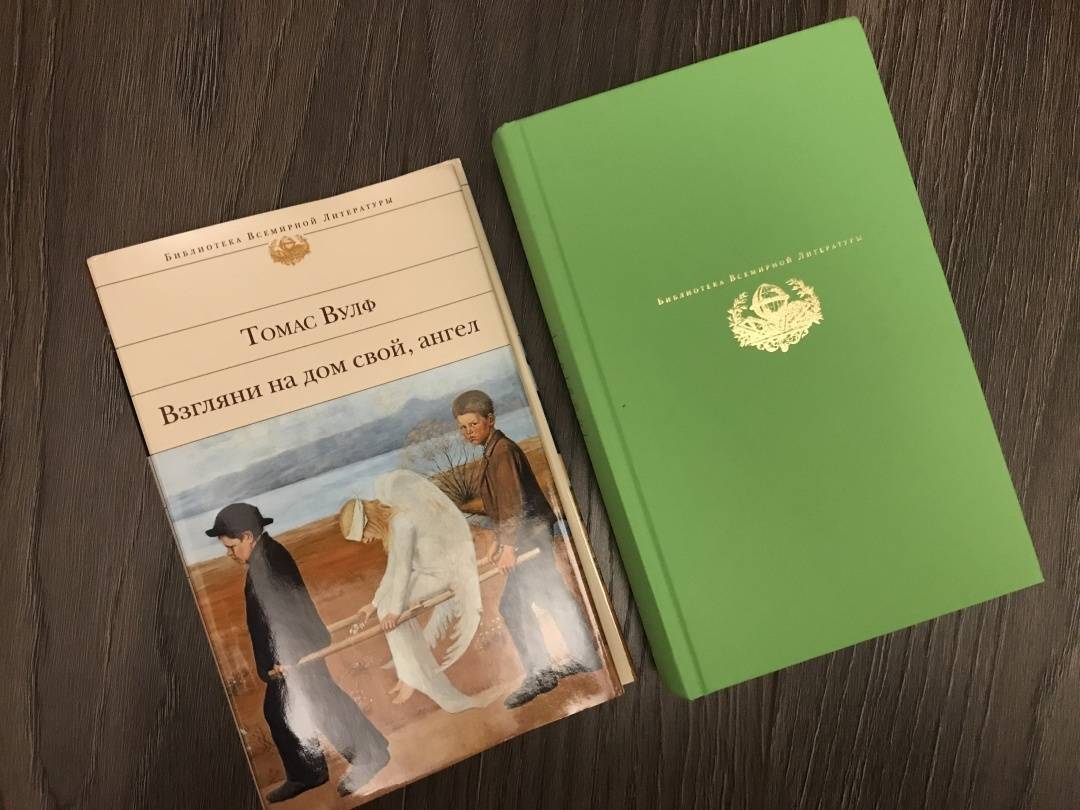 Библиотека Всемирной Литературы
Томас Вулф
Взгляни на дом свой, ангел
Библиотека Всемирной Литературы